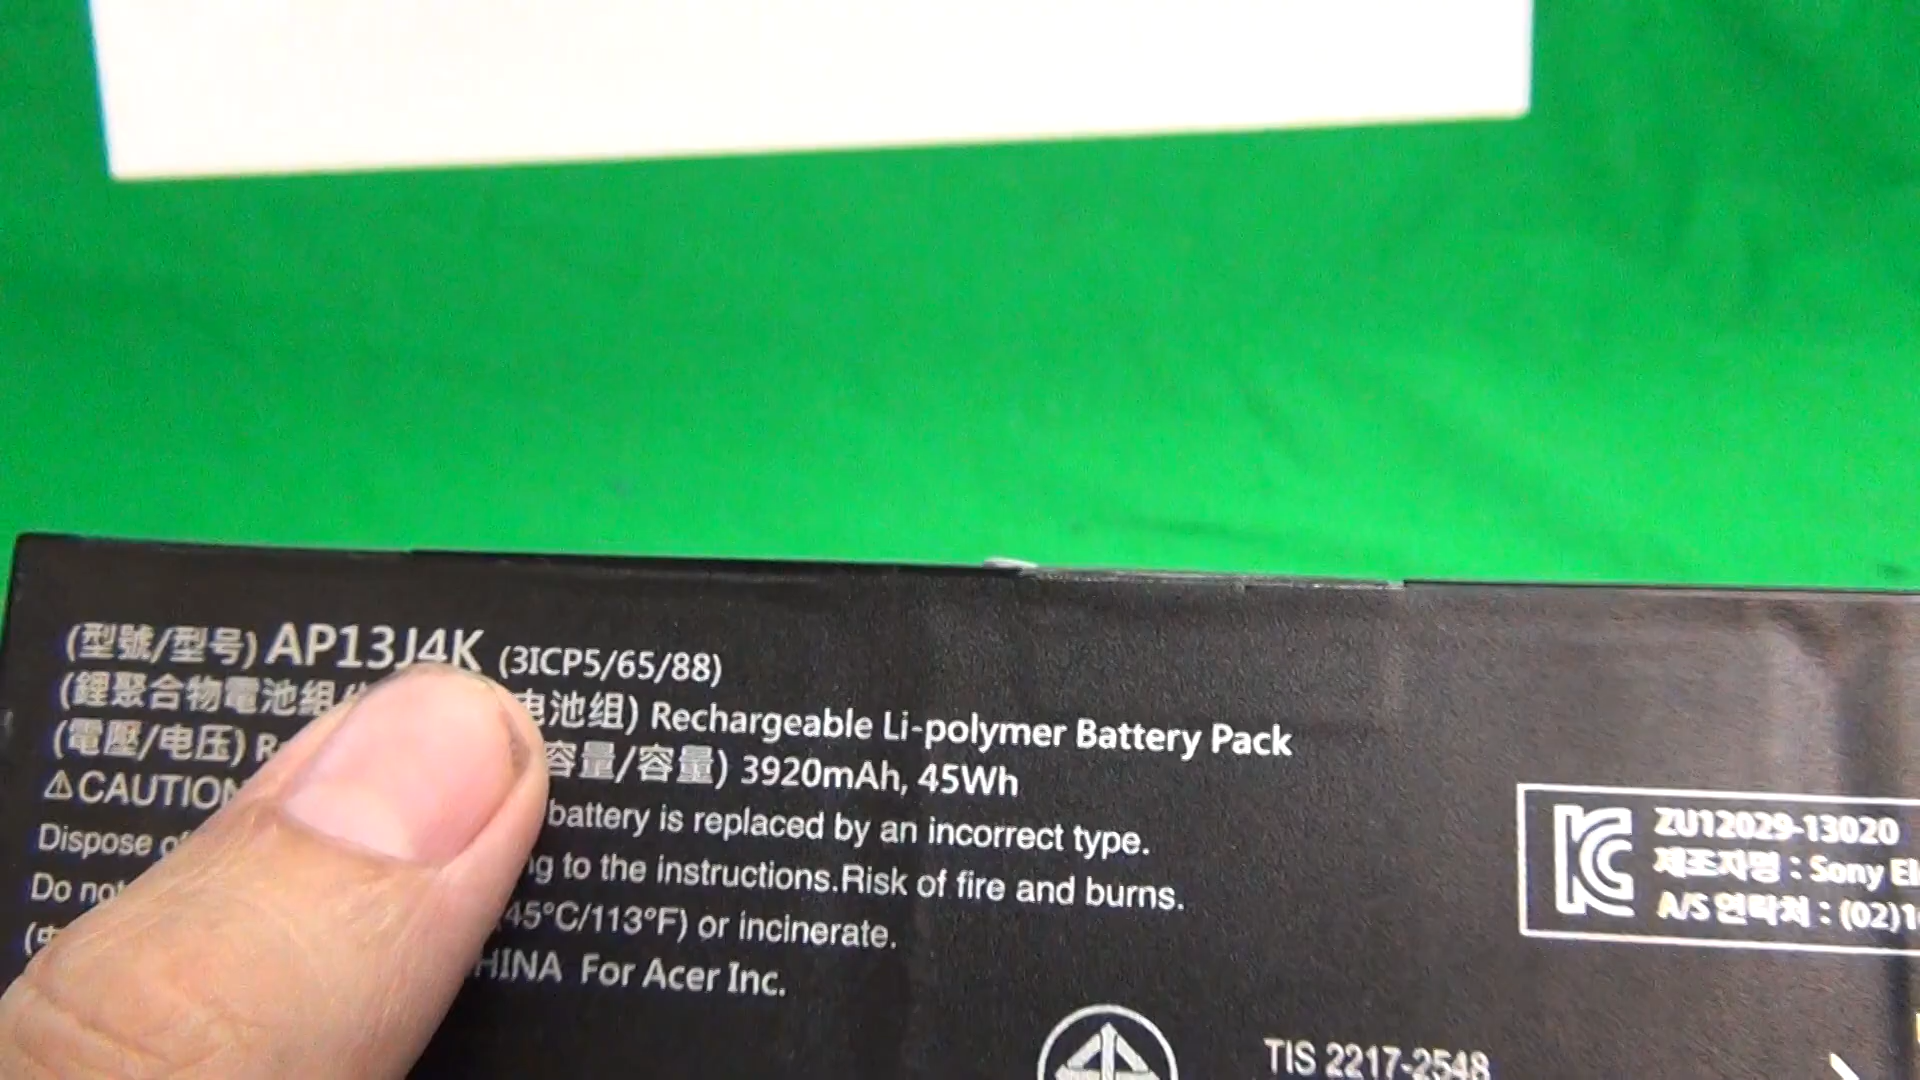 (型號/型号) AP13J4K (3ICP5/65/88)
(鋰聚合物電池組/ 电池组) Rechargeable Li-polymer Battery Pack
(電壓/电压) 容量/容量) 3920mAh, 45Wh
⚠CAUTION battery is replaced by an incorrect type.
Dispose to the instructions.Risk of fire and burns.
Do not 45°C/113°F) or incinerate.
For Acer Inc.
ZU12029-13020
제조자명 : Sony
A/S 연락처 : (02)
TIS 2217-2548